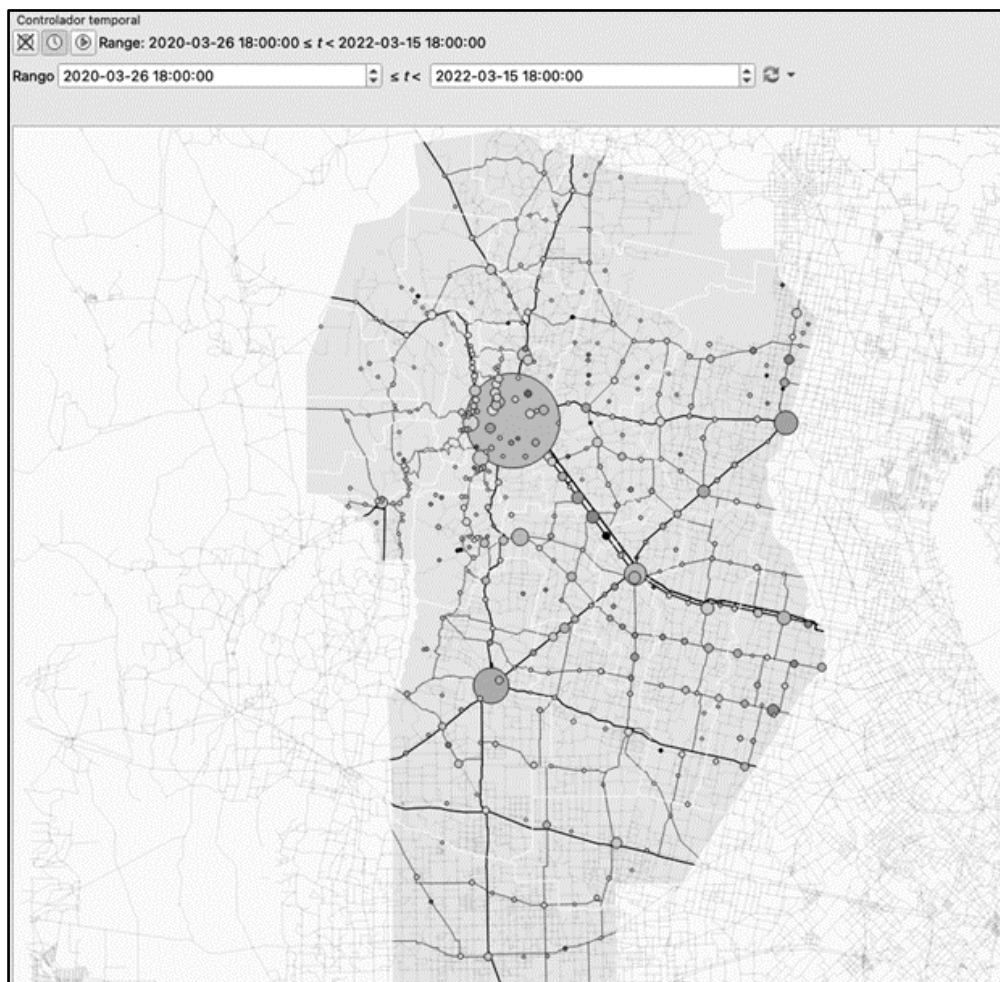 Controlador temporal
Range: 2020-03-26 18:00:00 ≤ t < 2022-03-15 18:00:00
Rango 2020-03-26 18:00:00 ≤ t < 2022-03-15 18:00:00